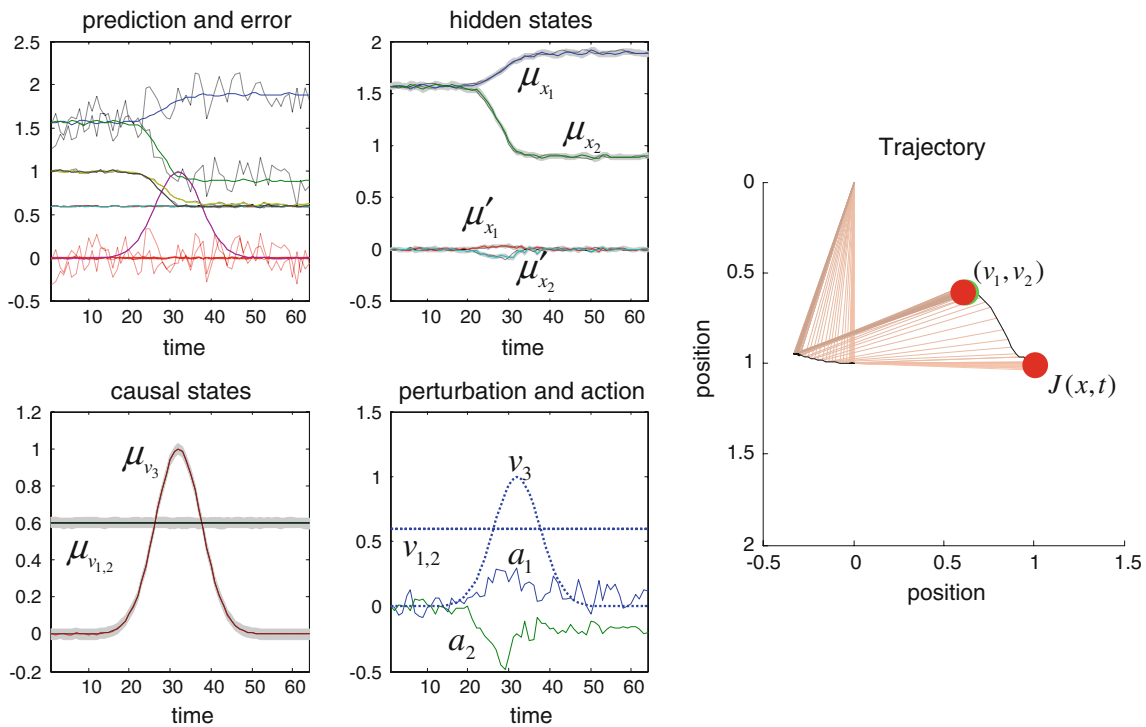 prediction and error
2.5
2
1.5
1
0.5
0
-0.5
10 20 30 40 50 60
time
hidden states
2
1.5
1
0.5
0
-0.5
μx₁
μx₂
μ′x₁
μ′x₂
10 20 30 40 50 60
time
causal states
1.2
1
0.8
0.6
0.4
0.2
0
-0.2
μv₃
μv₁,₂
10 20 30 40 50 60
time
perturbation and action
1.5
1
0.5
0
-0.5
v₃
v₁,₂
a₁
a₂
10 20 30 40 50 60
time
Trajectory
0
0.5
1
1.5
2
position
(v₁, v₂)
J(x,t)
-0.5 0 0.5 1 1.5
position